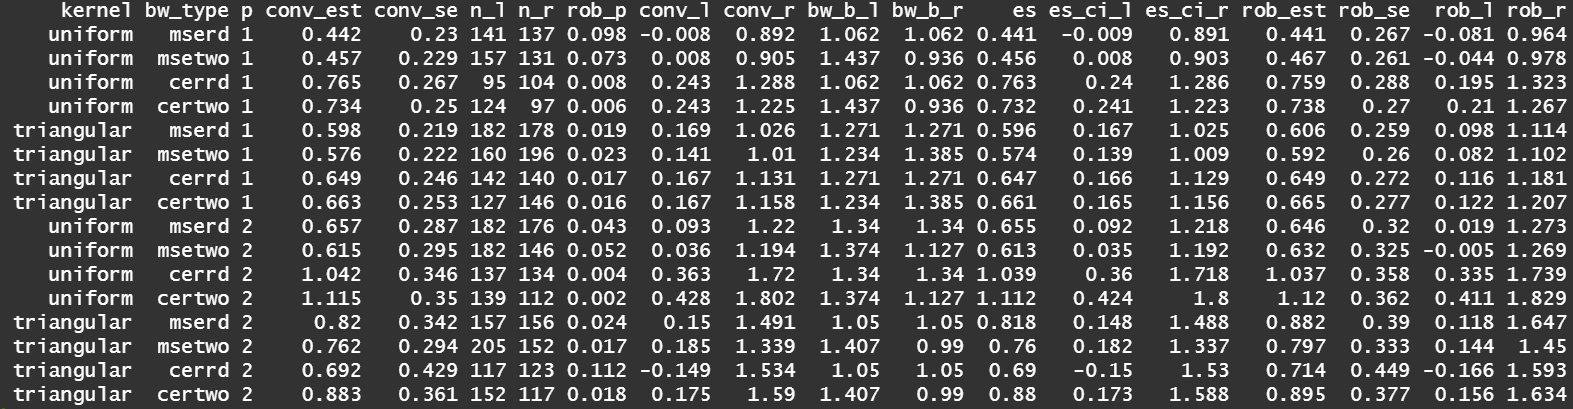 kernel bw_type p conv_est conv_se n_l n_r rob_p conv_l conv_r bw_b_l bw_b_r es es_ci_l es_ci_r rob_est rob_se rob_l rob_r
uniform mserd 1 0.442 0.23 141 137 0.098 -0.008 0.892 1.062 1.062 0.441 -0.009 0.891 0.441 0.267 -0.081 0.964
uniform msetwo 1 0.457 0.229 157 131 0.073 0.008 0.905 1.437 0.936 0.456 0.008 0.903 0.467 0.261 -0.044 0.978
uniform cerrd 1 0.765 0.267 95 104 0.008 0.243 1.288 1.062 1.062 0.763 0.24 1.286 0.759 0.288 0.195 1.323
uniform certwo 1 0.734 0.25 124 97 0.006 0.243 1.225 1.437 0.936 0.732 0.241 1.223 0.738 0.27 0.21 1.267
triangular mserd 1 0.598 0.219 182 178 0.019 0.169 1.026 1.271 1.271 0.596 0.167 1.025 0.606 0.259 0.098 1.114
triangular msetwo 1 0.576 0.222 160 196 0.023 0.141 1.01 1.234 1.385 0.574 0.139 1.009 0.592 0.26 0.082 1.102
triangular cerrd 1 0.649 0.246 142 140 0.017 0.167 1.131 1.271 1.271 0.647 0.166 1.129 0.649 0.272 0.116 1.181
triangular certwo 1 0.663 0.253 127 146 0.016 0.167 1.158 1.234 1.385 0.661 0.165 1.156 0.665 0.277 0.122 1.207
uniform mserd 2 0.657 0.287 182 176 0.043 0.093 1.22 1.34 1.34 0.655 0.092 1.218 0.646 0.32 0.019 1.273
uniform msetwo 2 0.615 0.295 182 146 0.052 0.036 1.194 1.374 1.127 0.613 0.035 1.192 0.632 0.325 -0.005 1.269
uniform cerrd 2 1.042 0.346 137 134 0.004 0.363 1.72 1.34 1.34 1.039 0.36 1.718 1.037 0.358 0.335 1.739
uniform certwo 2 1.115 0.35 139 112 0.002 0.428 1.802 1.374 1.127 1.112 0.424 1.8 1.12 0.362 0.411 1.829
triangular mserd 2 0.82 0.342 157 156 0.024 0.15 1.491 1.05 1.05 0.818 0.148 1.488 0.882 0.39 0.118 1.647
triangular msetwo 2 0.762 0.294 205 152 0.017 0.185 1.339 1.407 0.99 0.76 0.182 1.337 0.797 0.333 0.144 1.45
triangular cerrd 2 0.692 0.429 117 123 0.112 -0.149 1.534 1.05 1.05 0.69 -0.15 1.53 0.714 0.449 -0.166 1.593
triangular certwo 2 0.883 0.361 152 117 0.018 0.175 1.59 1.407 0.99 0.88 0.173 1.588 0.895 0.377 0.156 1.634